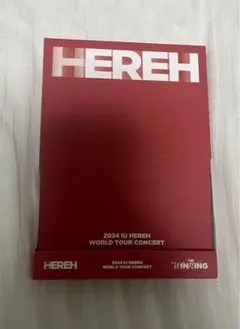 HEREH
2024 IU HEREH
WORLD TOUR CONCERT
HEREH
2024 IU HEREH
WORLD TOUR CONCERT
THE WINNING